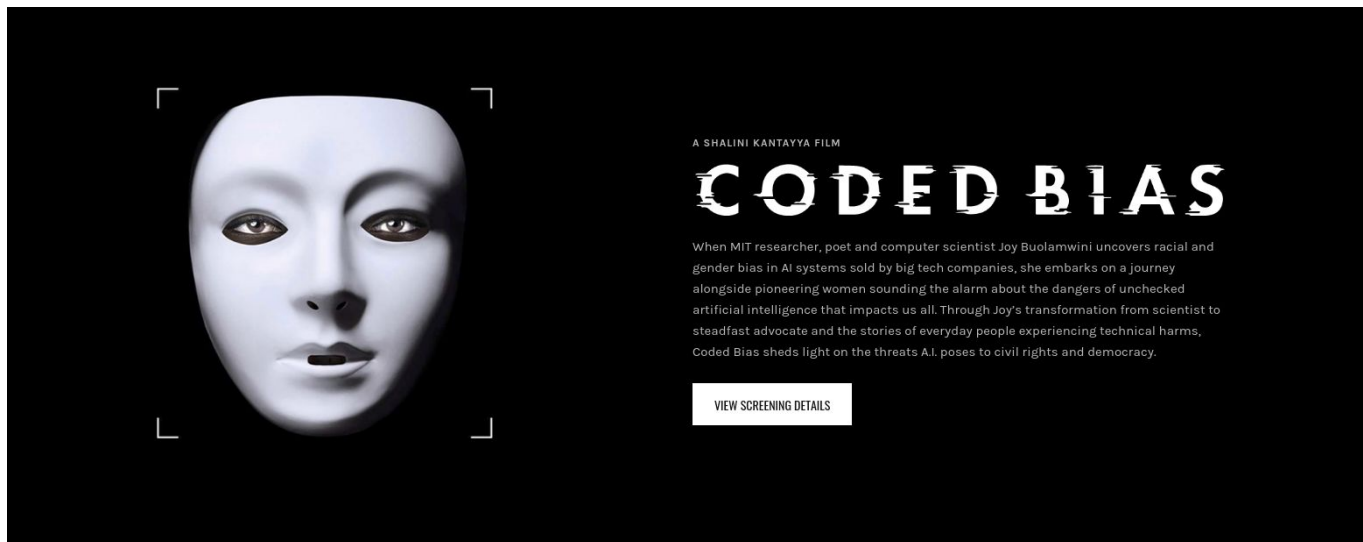 A SHALINI KANTAYYA FILM
CODED BIAS
When MIT researcher, poet and computer scientist Joy Buolamwini uncovers racial and
gender bias in AI systems sold by big tech companies, she embarks on a journey
alongside pioneering women sounding the alarm about the dangers of unchecked
artificial intelligence that impacts us all. Through Joy's transformation from scientist to
steadfast advocate and the stories of everyday people experiencing technical harms,
Coded Bias sheds light on the threats A.I. poses to civil rights and democracy.
VIEW SCREENING DETAILS